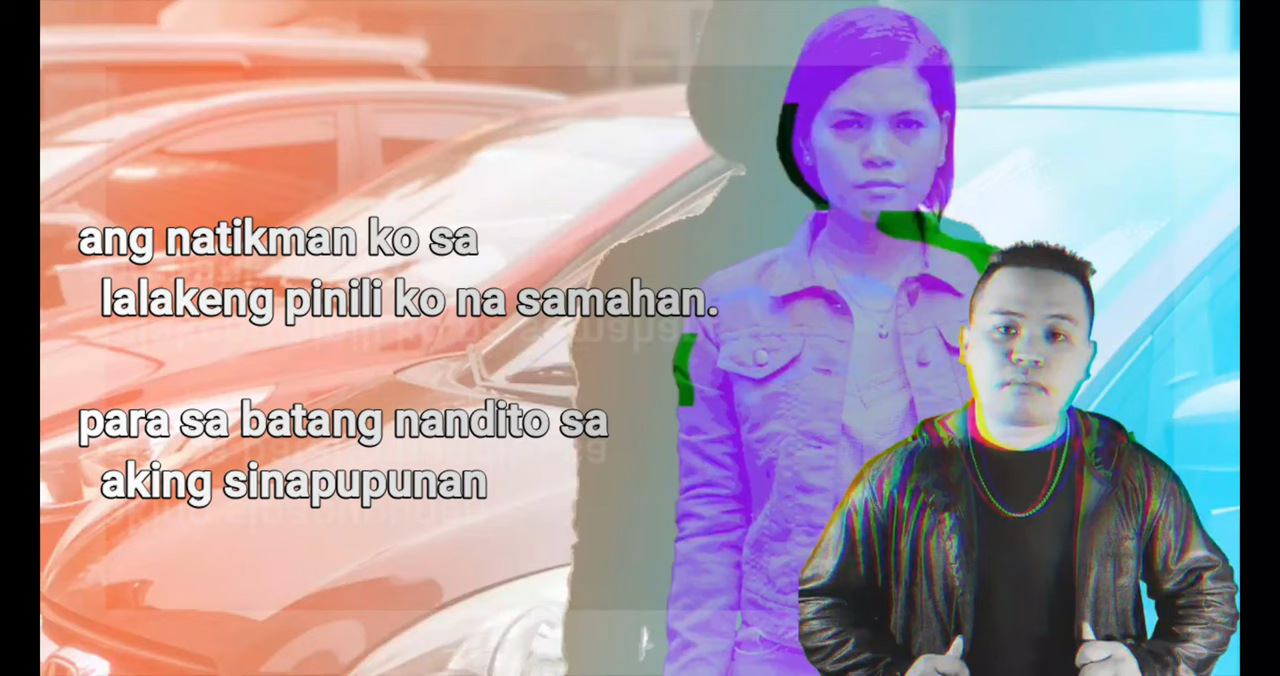 ang natikman ko sa
lalakeng pinili ko na samahan.
para sa batang nandito sa
aking sinapupunan